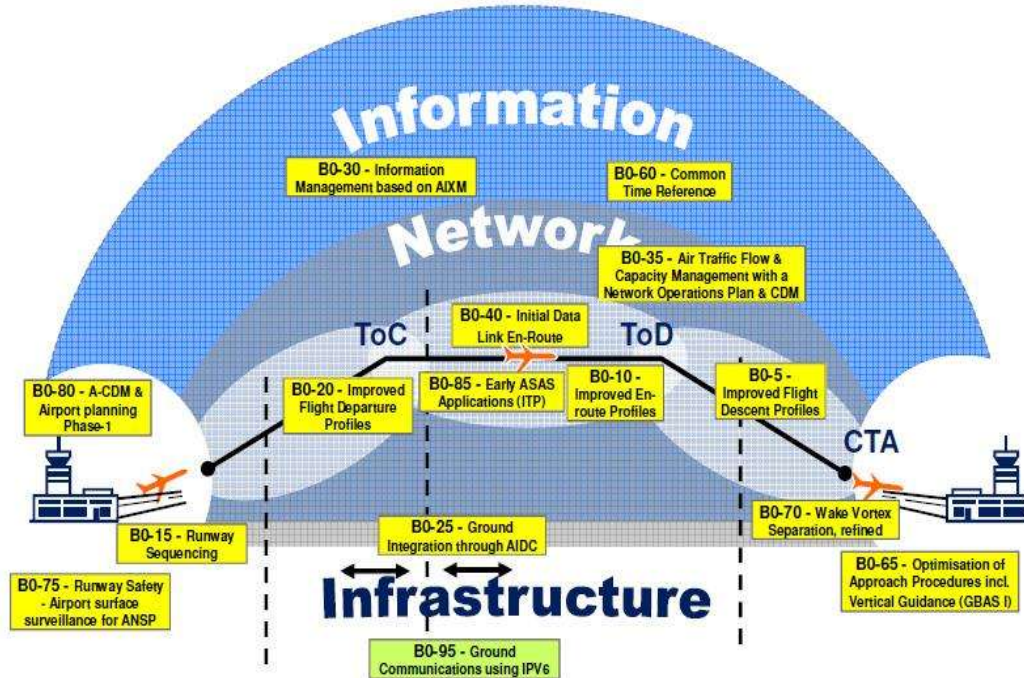 Information
B0-30 - Information
Management based on AIXM
B0-60 - Common
Time Reference
Network
B0-35 - Air Traffic Flow &
Capacity Management with a
Network Operations Plan & CDM
ToC
B0-40 - Initial Data
Link En-Route
ToD
B0-80 - A-CDM &
Airport planning
Phase-1
B0-20 - Improved
Flight Departure
Profiles
B0-85 - Early ASAS
Applications (ITP)
B0-10 -
Improved En-
route Profiles
B0-5 -
Improved Flight
Descent Profiles
CTA
B0-15 - Runway
Sequencing
B0-25 - Ground
Integration through AIDC
B0-70 - Wake Vortex
Separation, refined
B0-75 - Runway Safety
- Airport surface
surveillance for ANSP
B0-65 - Optimisation of
Approach Procedures incl.
Vertical Guidance (GBAS I)
Infrastructure
B0-95 - Ground
Communications using IPV6